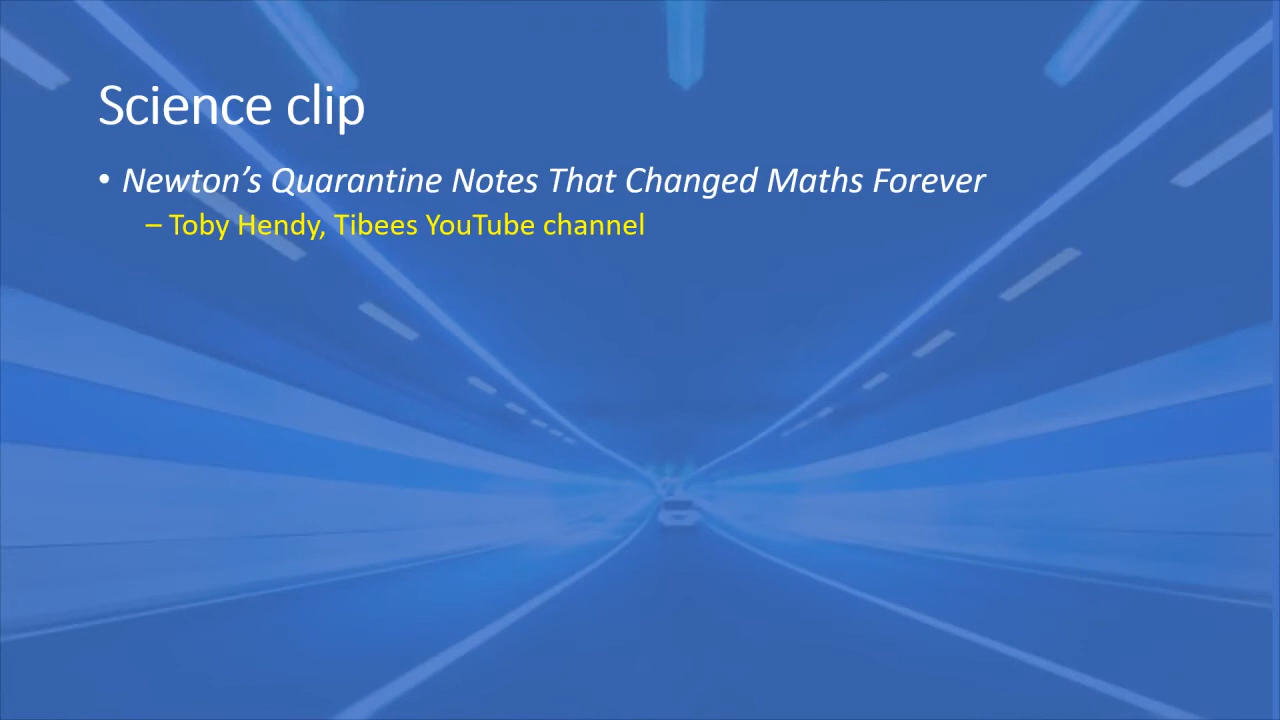 Science clip
• Newton’s Quarantine Notes That Changed Maths Forever
– Toby Hendy, Tibees YouTube channel